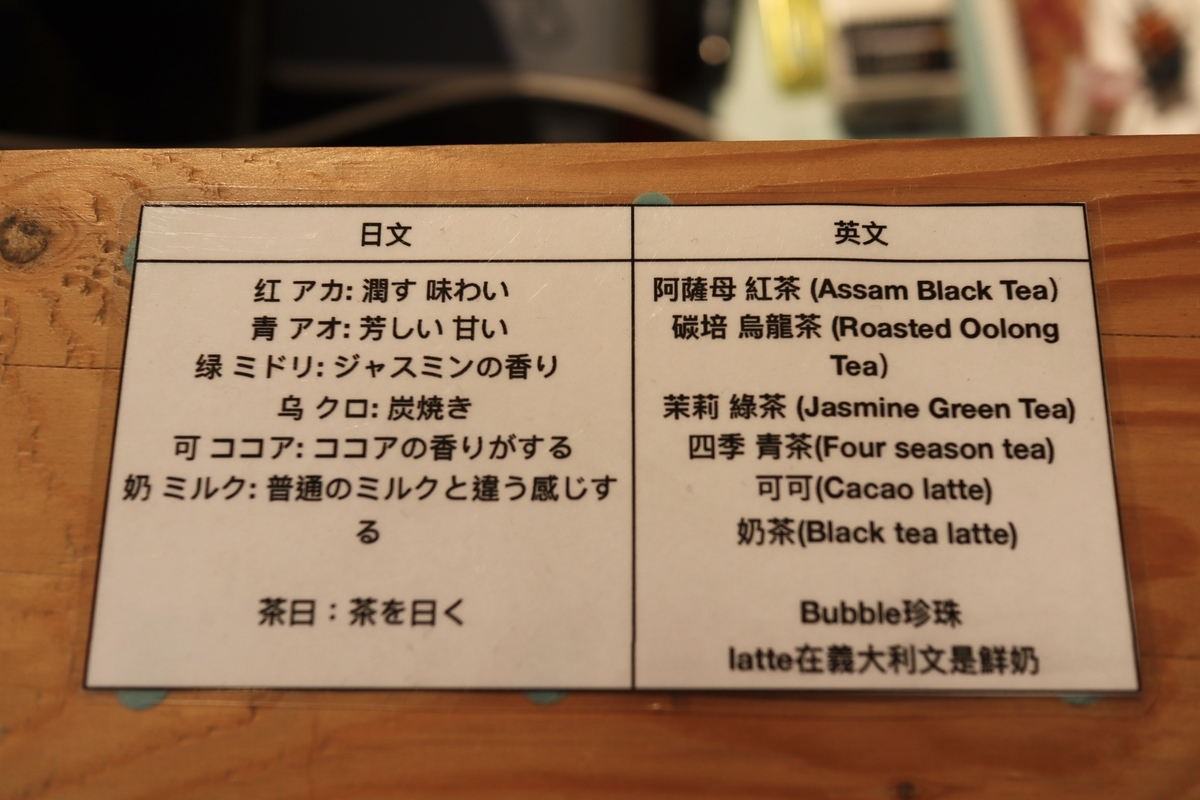 日文
红 アカ: 潤す 味わい
青 アオ: 芳しい 甘い
绿 ミドリ: ジャスミンの香り
乌 クロ: 炭焼き
可 ココア: ココアの香りがする
奶 ミルク: 普通のミルクと違う感じす
る
茶日：茶を日く
英文
阿薩母 紅茶 (Assam Black Tea)
碳培 烏龍茶 (Roasted Oolong
Tea)
茉莉 綠茶 (Jasmine Green Tea)
四季 青茶(Four season tea)
可可(Cacao latte)
奶茶(Black tea latte)
Bubble珍珠
latte在義大利文是鮮奶